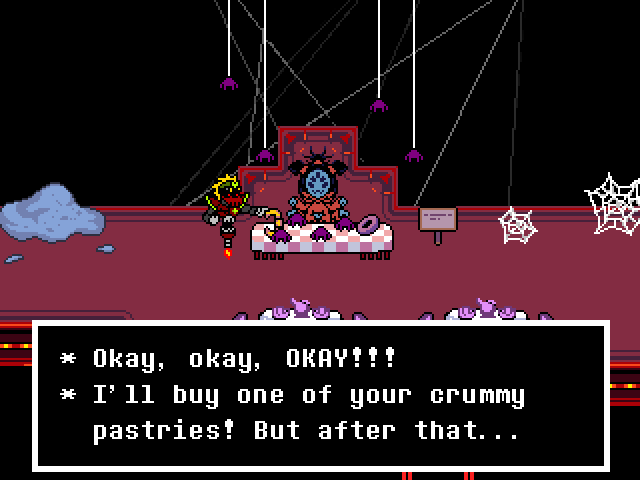 * Okay, okay, OKAY!!!
* I'll buy one of your crummy
pastries! But after that...